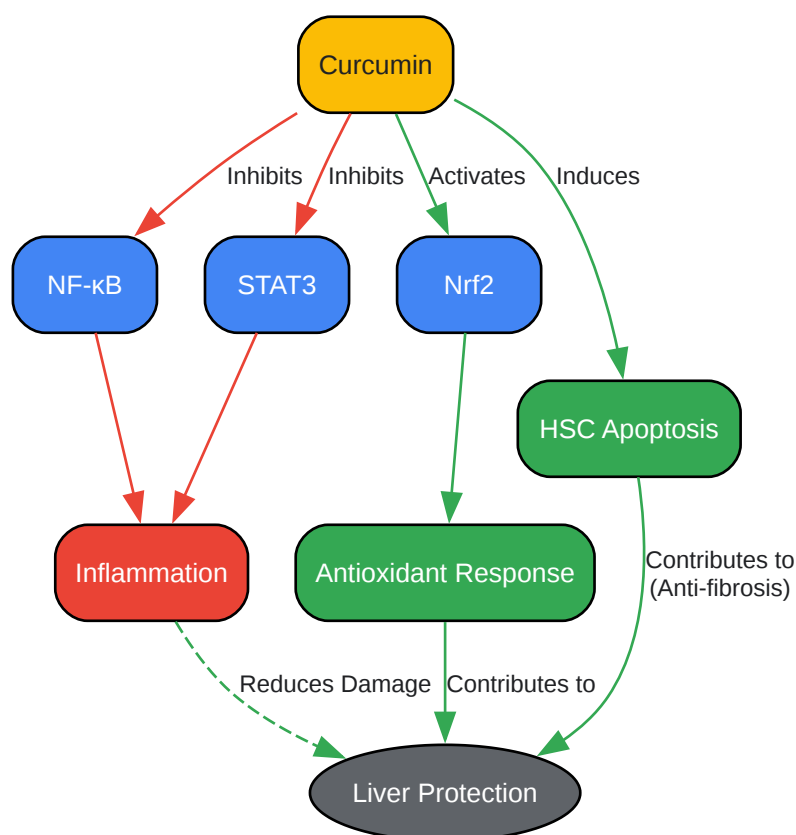 Curcumin
Inhibits
Inhibits
Activates
Induces
NF-κB
STAT3
Nrf2
HSC Apoptosis
Inflammation
Antioxidant Response
Contributes to
(Anti-fibrosis)
Reduces Damage
Contributes to
Liver Protection